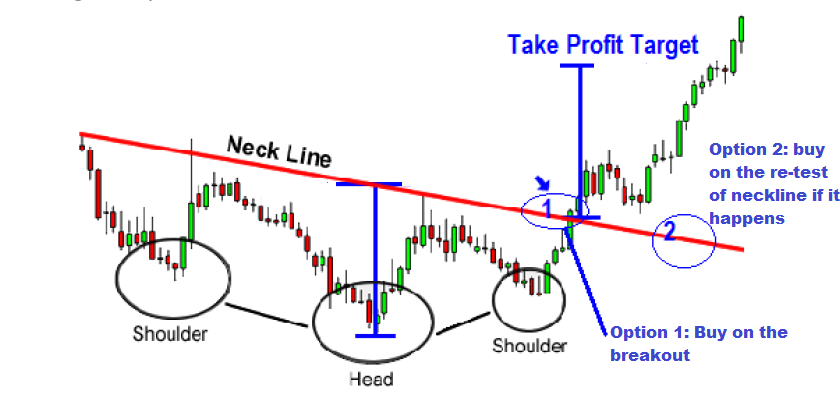 Take Profit Target
Neck Line
Option 2: buy
on the re-test
of neckline if it
happens
1
2
Shoulder
Head
Shoulder
Option 1: Buy on the
breakout